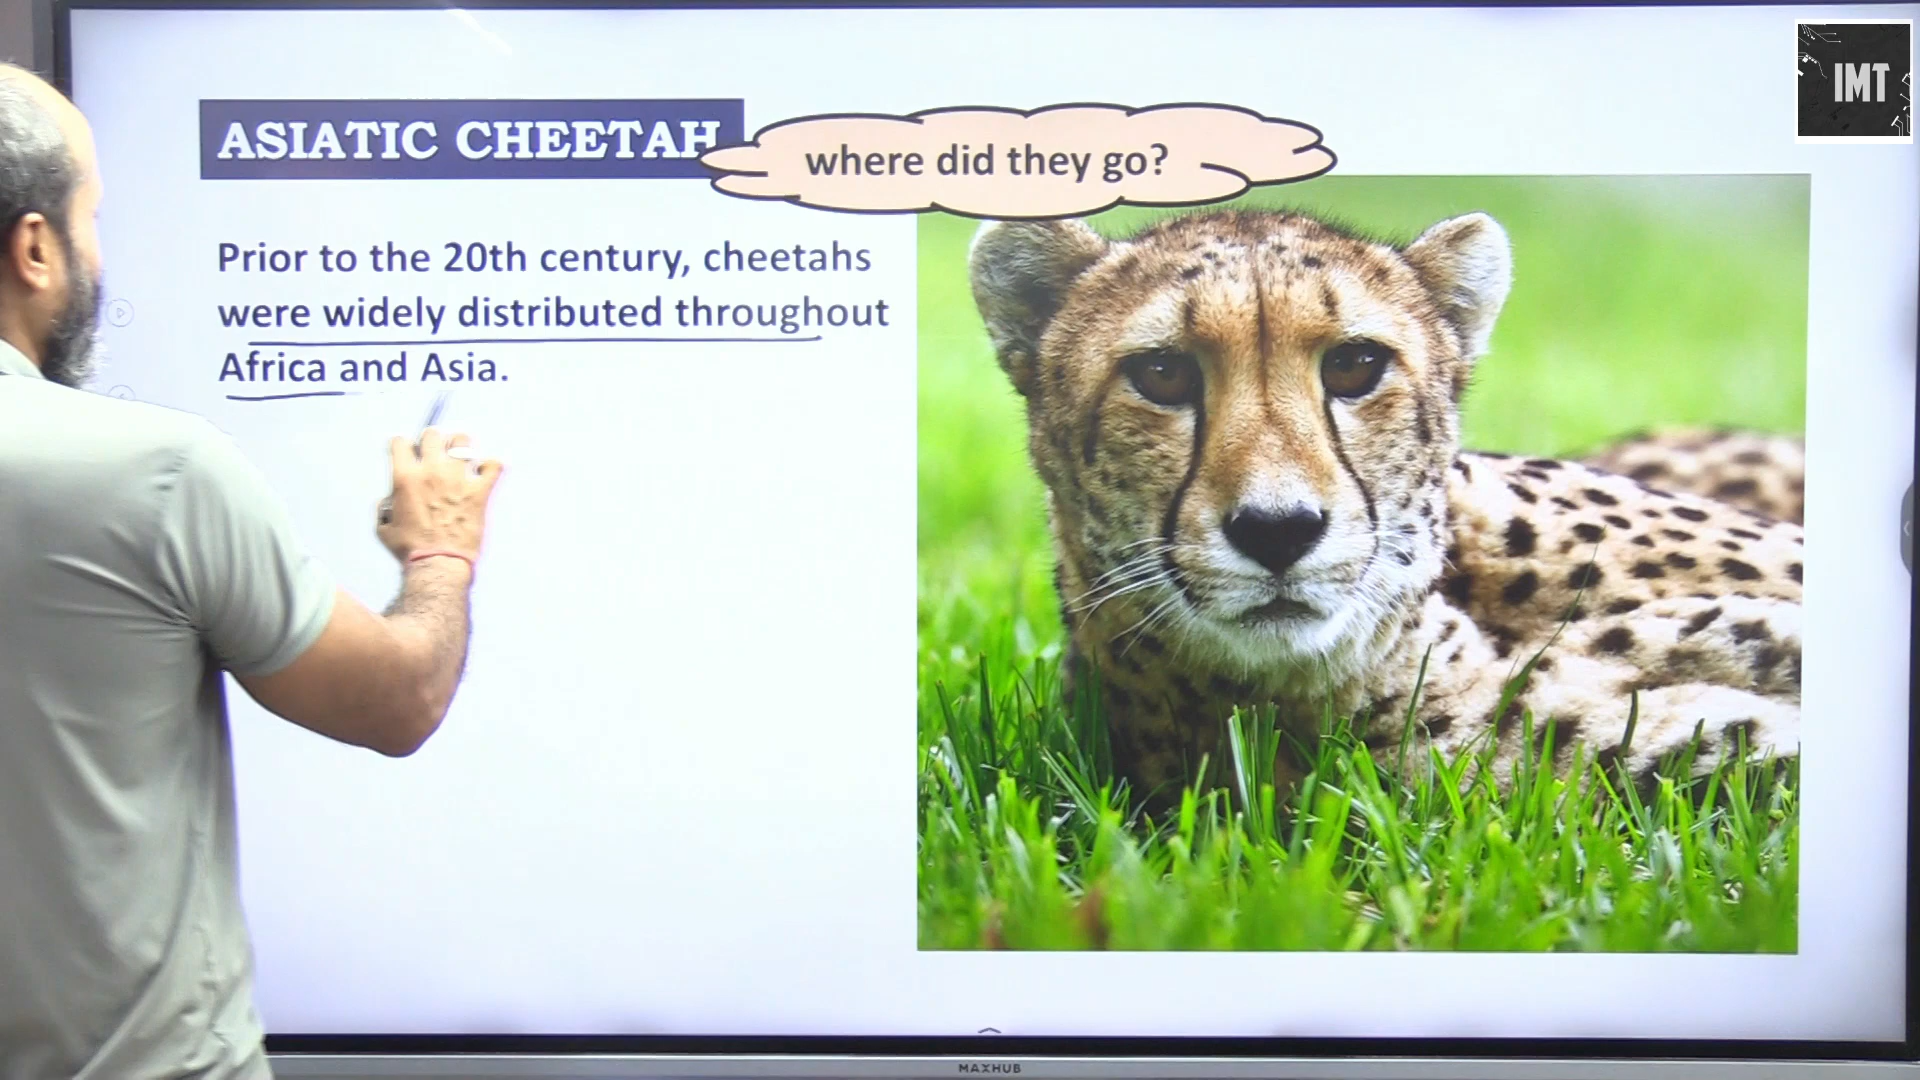 IMT
ASIATIC CHEETAH
where did they go?
Prior to the 20th century, cheetahs
were widely distributed throughout
Africa and Asia.
MAXHUB